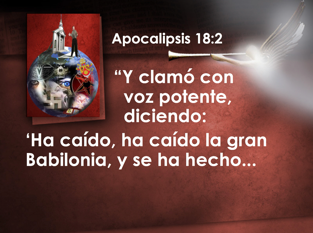 Apocalipsis 18:2
“Y clamó con
voz potente,
diciendo:
‘Ha caído, ha caído la gran
Babilonia, y se ha hecho...